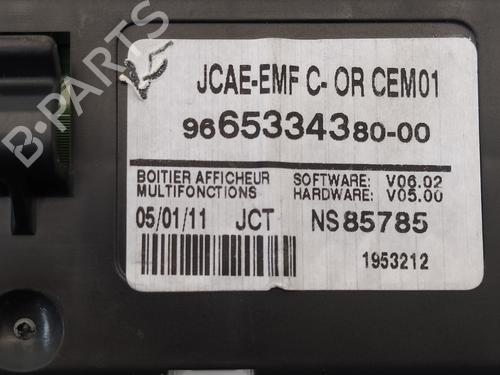 JCAE-EMF C- OR CEM01
9665334380-00
BOITIER AFFICHEUR
MULTIFONCTIONS
SOFTWARE: V06.02
HARDWARE: V05.00
05/01/11 JCT NS85785
1953212
B-PARTS